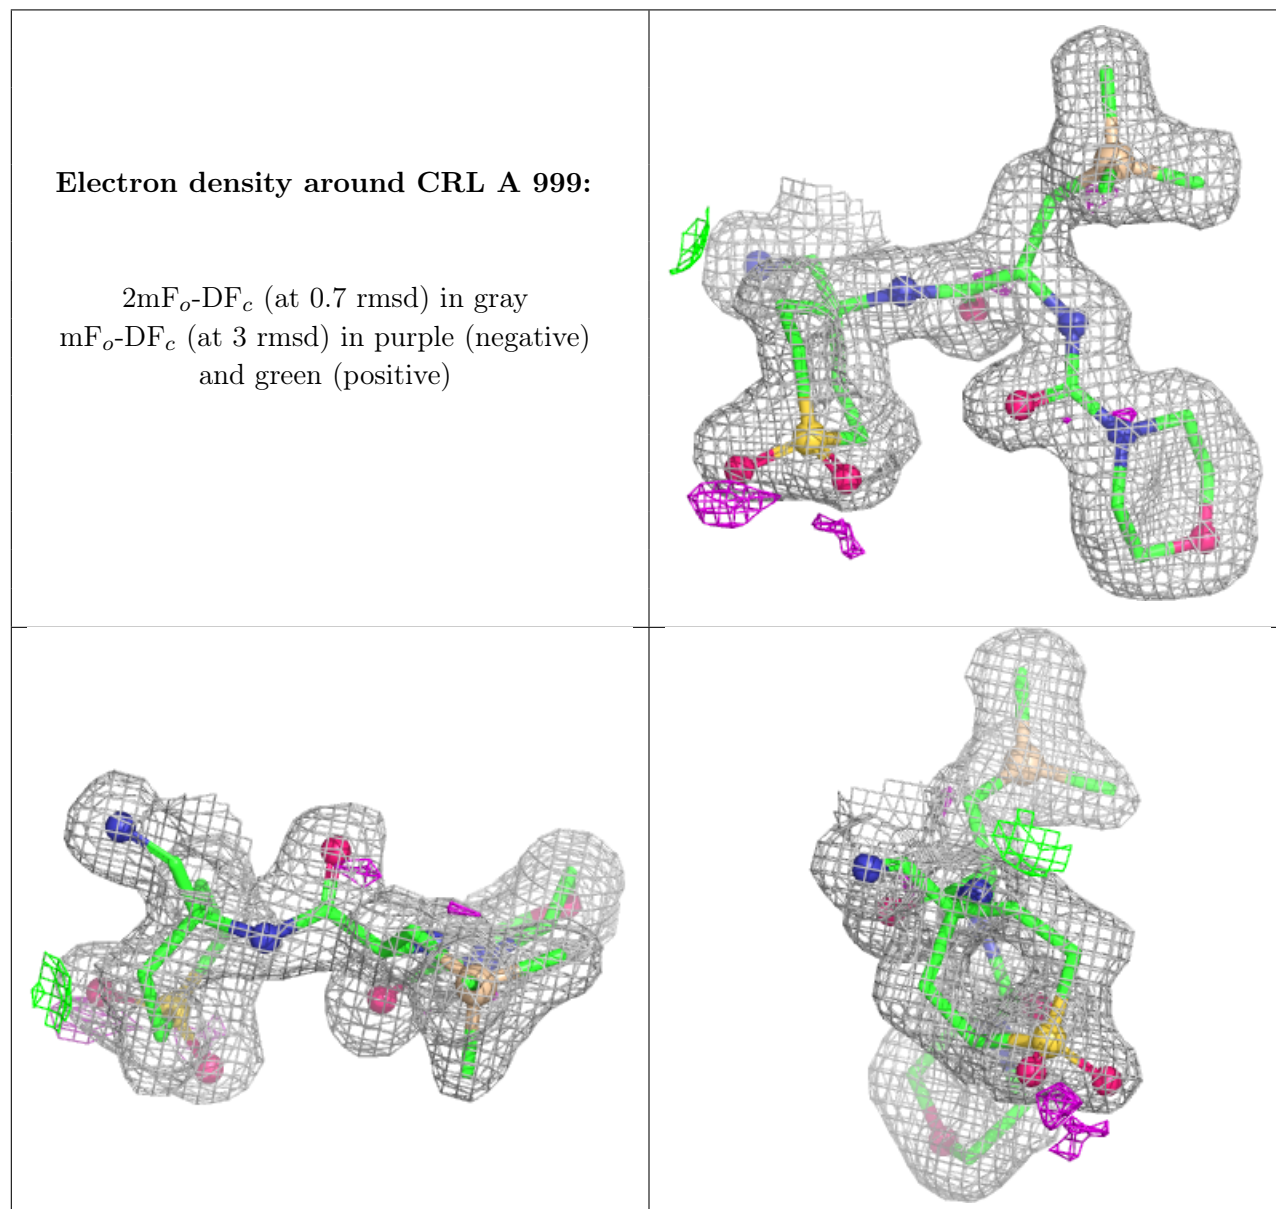 Electron density around CRL A 999:
2mFₒ-DF𝒸 (at 0.7 rmsd) in gray
mFₒ-DF𝒸 (at 3 rmsd) in purple (negative)
and green (positive)